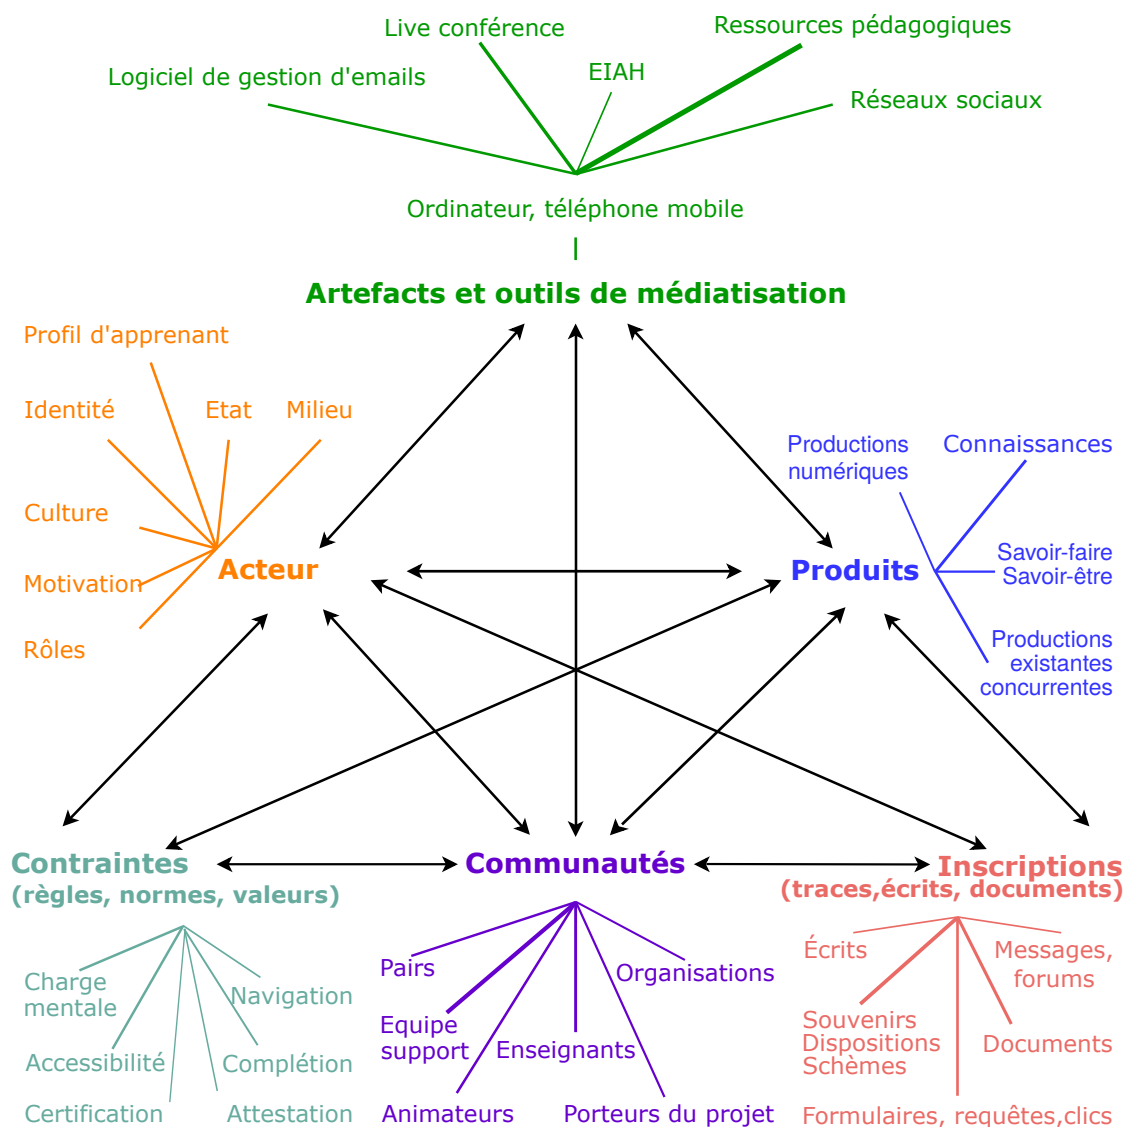 Live conférence
Ressources pédagogiques
Logiciel de gestion d'emails
EIAH
Réseaux sociaux
Ordinateur, téléphone mobile
Artefacts et outils de médiatisation
Profil d'apprenant
Identité
Etat
Milieu
Culture
Motivation
Rôles
Acteur
Productions
numériques
Connaissances
Savoir-faire
Savoir-être
Produits
Productions
existantes
concurrentes
Contraintes
(règles, normes, valeurs)
Charge
mentale
Navigation
Accessibilité
Complétion
Certification
Attestation
Communautés
Pairs
Organisations
Equipe
support
Enseignants
Animateurs
Porteurs du projet
Inscriptions
(traces,écrits, documents)
Écrits
Messages,
forums
Souvenirs
Dispositions
Schèmes
Documents
Formulaires, requêtes,clics